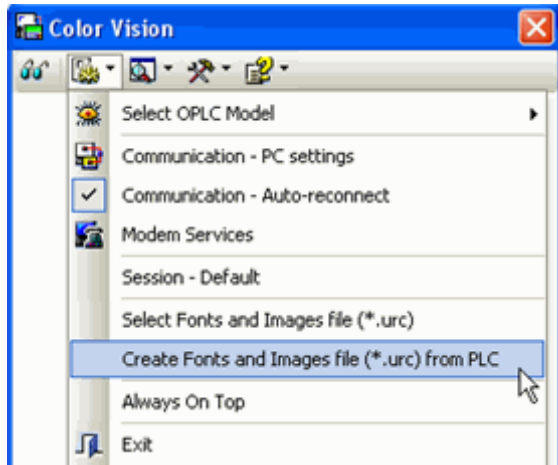 Color Vision
Select OPLC Model
Communication - PC settings
Communication - Auto-reconnect
Modem Services
Session - Default
Select Fonts and Images file (*.urc)
Create Fonts and Images file (*.urc) from PLC
Always On Top
Exit